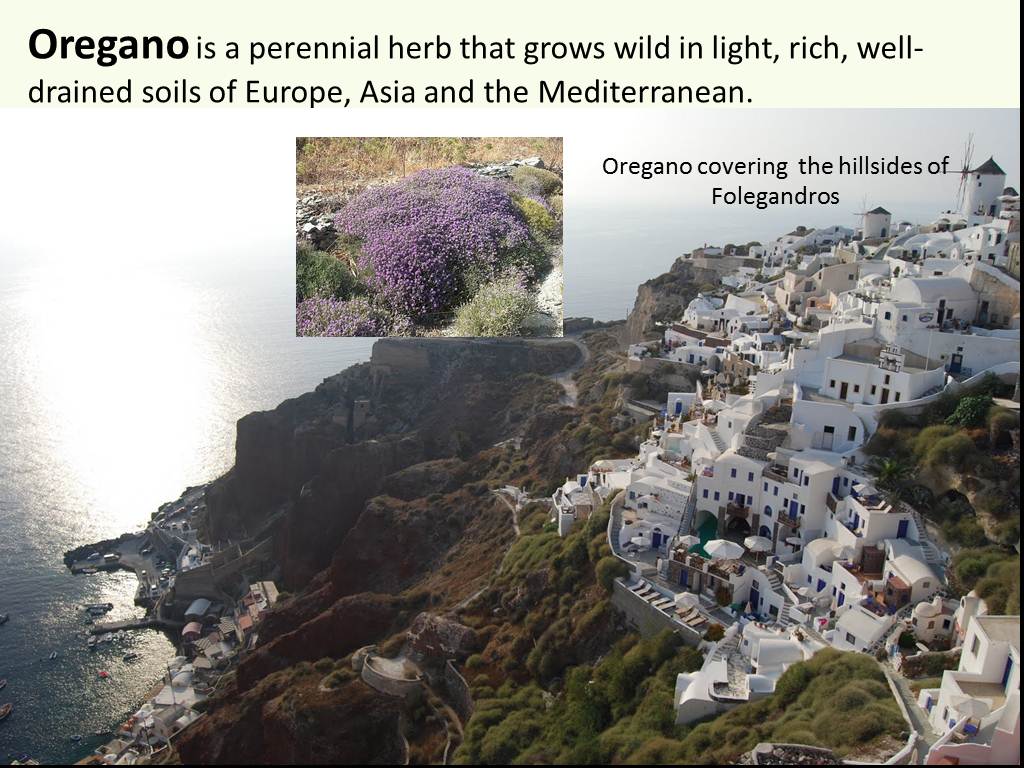 Oregano is a perennial herb that grows wild in light, rich, well-
drained soils of Europe, Asia and the Mediterranean.
Oregano covering  the hillsides of
Folegandros